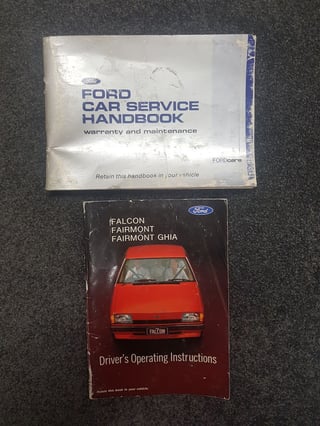 Ford
FORD
CAR SERVICE
HANDBOOK
warranty and maintenance
FORDcare
Retain this handbook in your vehicle
Ford
FALCON
FAIRMONT
FAIRMONT GHIA
FALCON
Driver's Operating Instructions